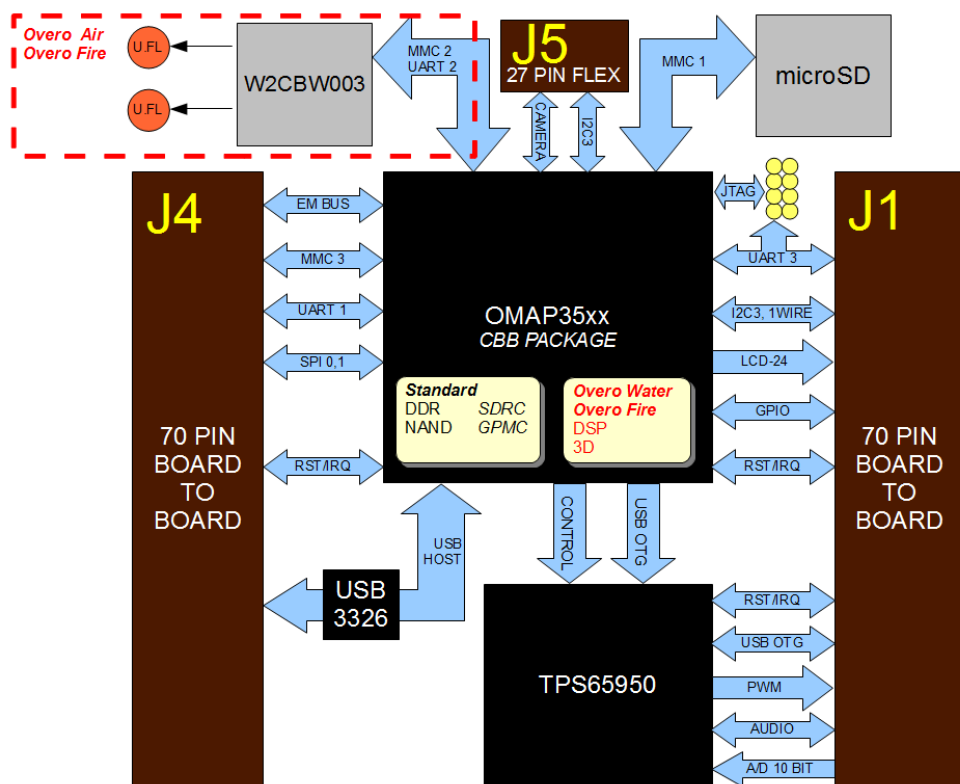 Overo Air
Overo Fire
U.FL
U.FL
W2CBW003
MMC 2
UART 2
J5
27 PIN FLEX
CAMERA
I2C3
MMC 1
microSD
J4
70 PIN
BOARD
TO
BOARD
EM BUS
MMC 3
UART 1
SPI 0,1
RST/IRQ
OMAP35xx
CBB PACKAGE
Standard
DDR SDRC
NAND GPMC
Overo Water
Overo Fire
DSP
3D
JTAG
UART 3
I2C3, 1WIRE
LCD-24
GPIO
RST/IRQ
J1
70 PIN
BOARD
TO
BOARD
USB
HOST
USB
3326
CONTROL
USB OTG
TPS65950
RST/IRQ
USB OTG
PWM
AUDIO
A/D 10 BIT